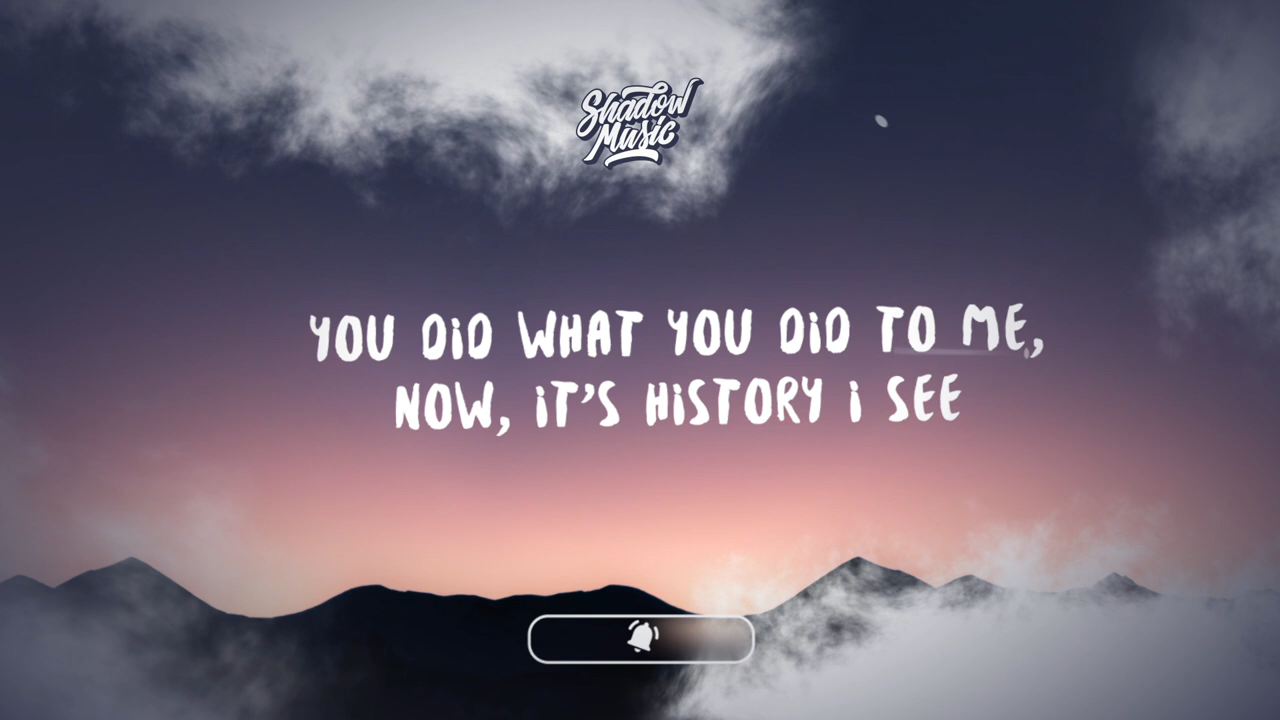 Shadow
Music
YOU DiD WHAT YOU DiD TO ME,
NOW, iT'S HiSTORY i SEE